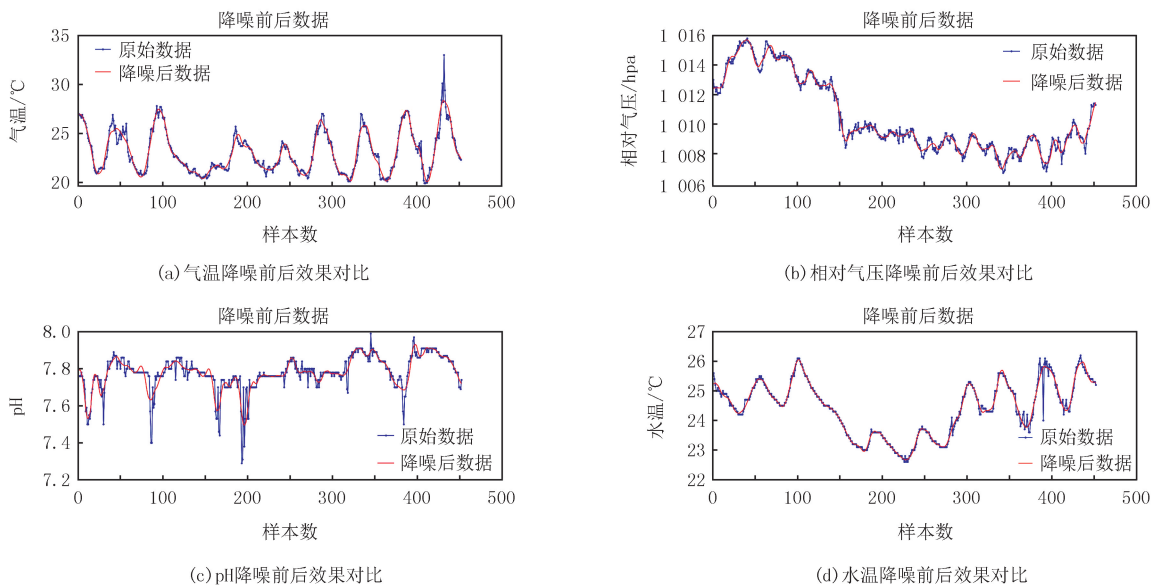 降噪前后数据
35
30
25
20
气温/℃
原始数据
降噪后数据
0
100
200
300
400
500
样本数
(a)气温降噪前后效果对比
降噪前后数据
1 016
1 014
1 012
1 010
1 008
1 006
相对气压/hpa
原始数据
降噪后数据
0
100
200
300
400
500
样本数
(b)相对气压降噪前后效果对比
降噪前后数据
8.0
7.8
7.6
7.4
7.2
pH
原始数据
降噪后数据
0
100
200
300
400
500
样本数
(c)pH降噪前后效果对比
降噪前后数据
27
26
25
24
23
22
水温/℃
原始数据
降噪后数据
0
100
200
300
400
500
样本数
(d)水温降噪前后效果对比